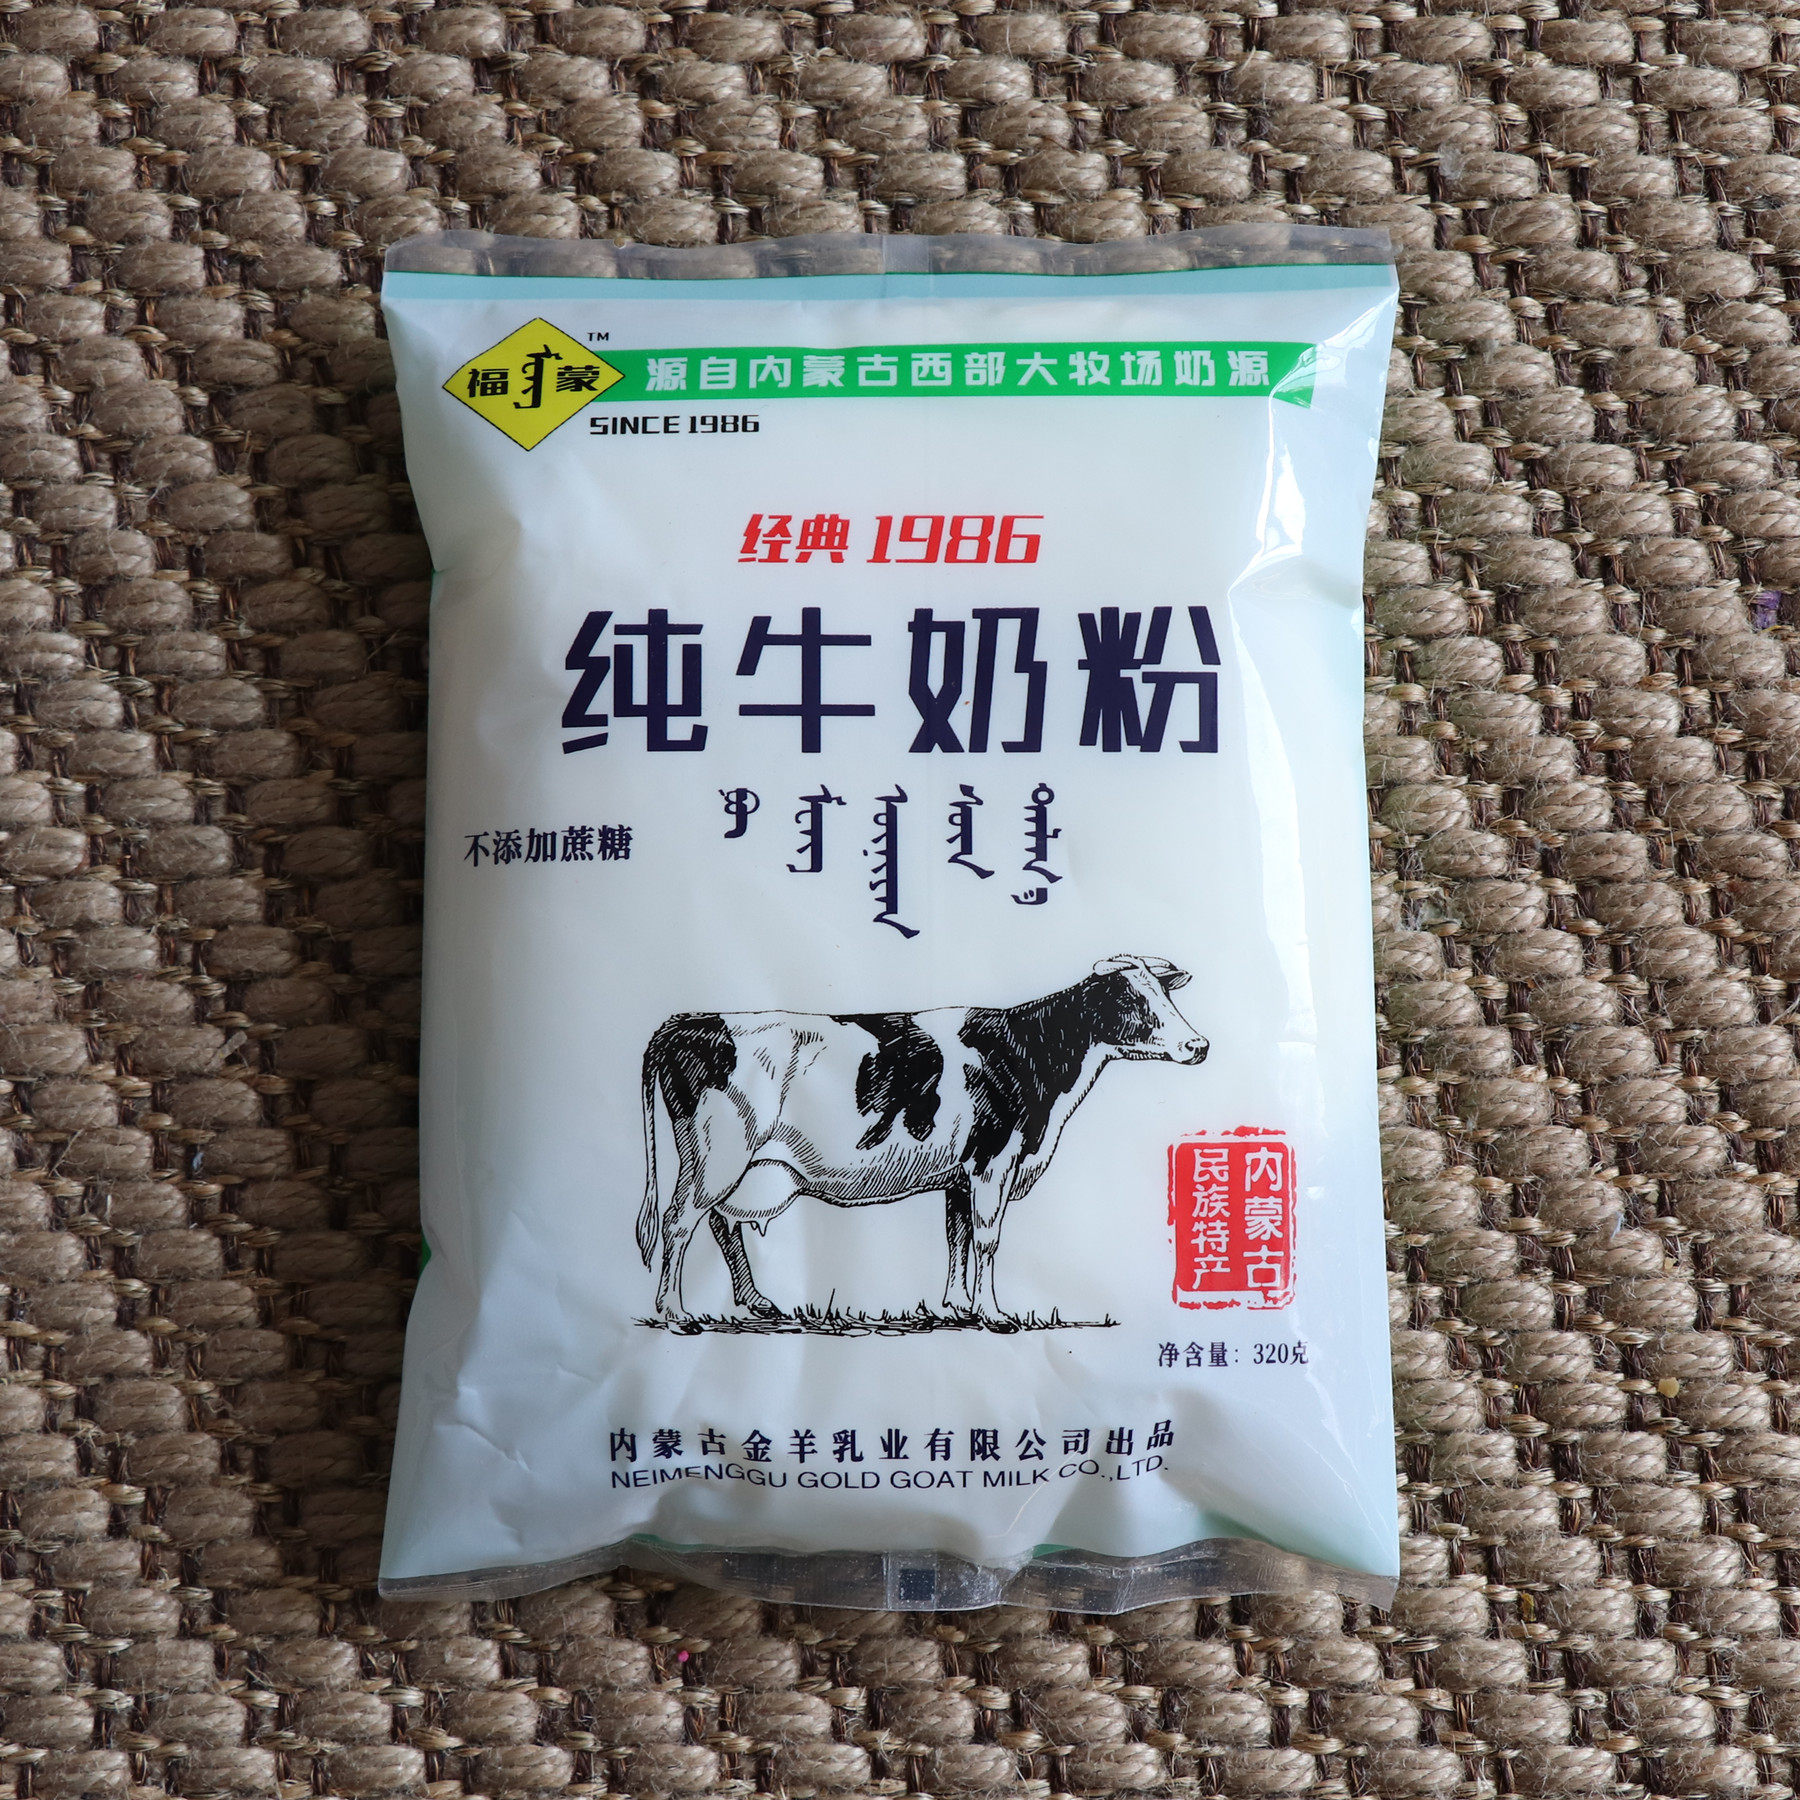 福蒙
TM
源自内蒙古西部大牧场奶源
SINCE 1986
经典 1986
纯牛奶粉
不添加蔗糖
内蒙古
民族特产
净含量: 320克
内蒙古金羊乳业有限公司出品
NEIMENGGU GOLD GOAT MILK CO.,LTD.